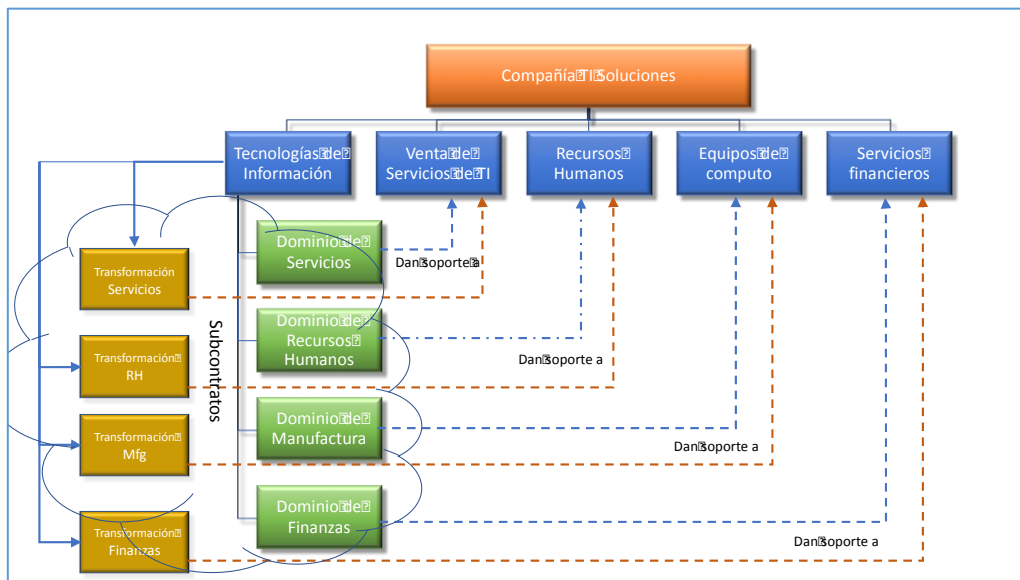 Compañía TI Soluciones
Tecnologías de
Información
Venta de
Servicios de TI
Recursos
Humanos
Equipos de
computo
Servicios
financieros
Dominio de
Servicios
Dan soporte a
Transformación
Servicios
Subcontratos
Dominio de
Recursos
Humanos
Dan soporte a
Transformación
RH
Dominio de
Manufactura
Transformación
Mfg
Dan soporte a
Dominio de
Finanzas
Transformación
Finanzas
Dan soporte a